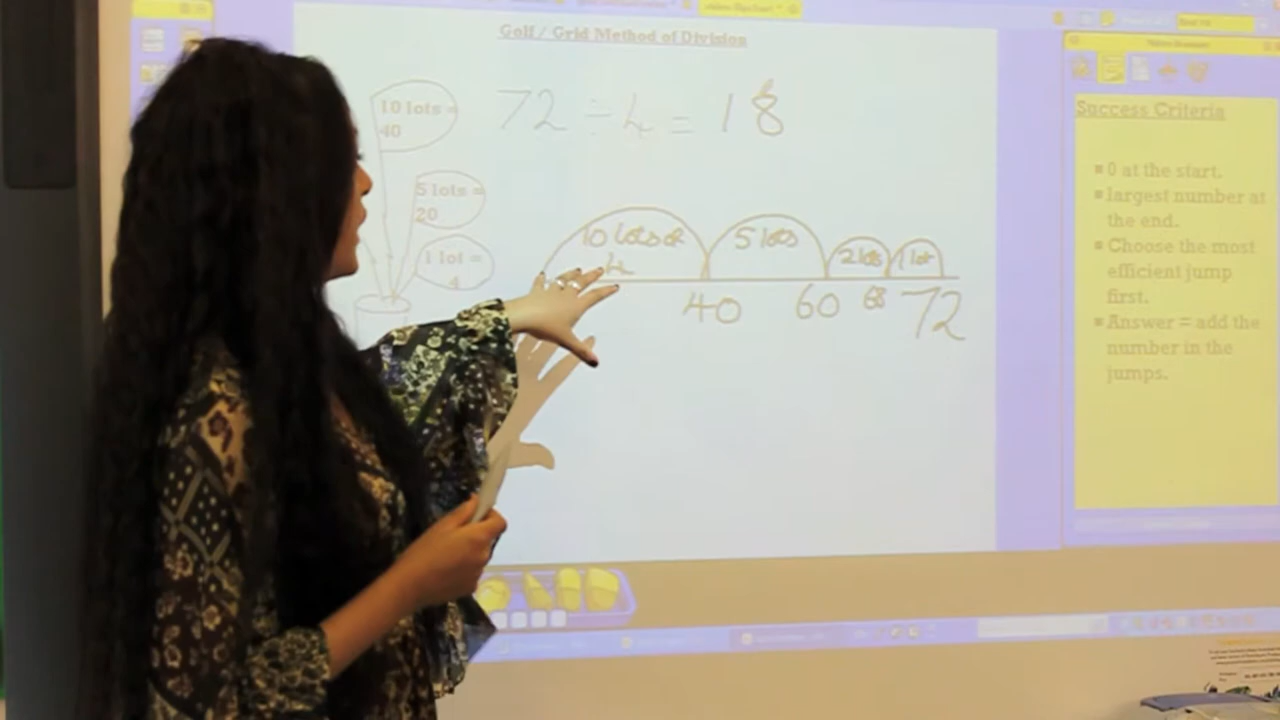 Golf / Grid Method of Division
72 ÷ 4 = 18
10 lots =
40
5 lots =
20
1 lot =
4
10 lots of
4
5 lots
2 lots
1 lot
40
60
68
72
Success Criteria
0 at the start.
largest number at
the end.
Choose the most
efficient jump
first.
Answer = add the
number in the
jumps.